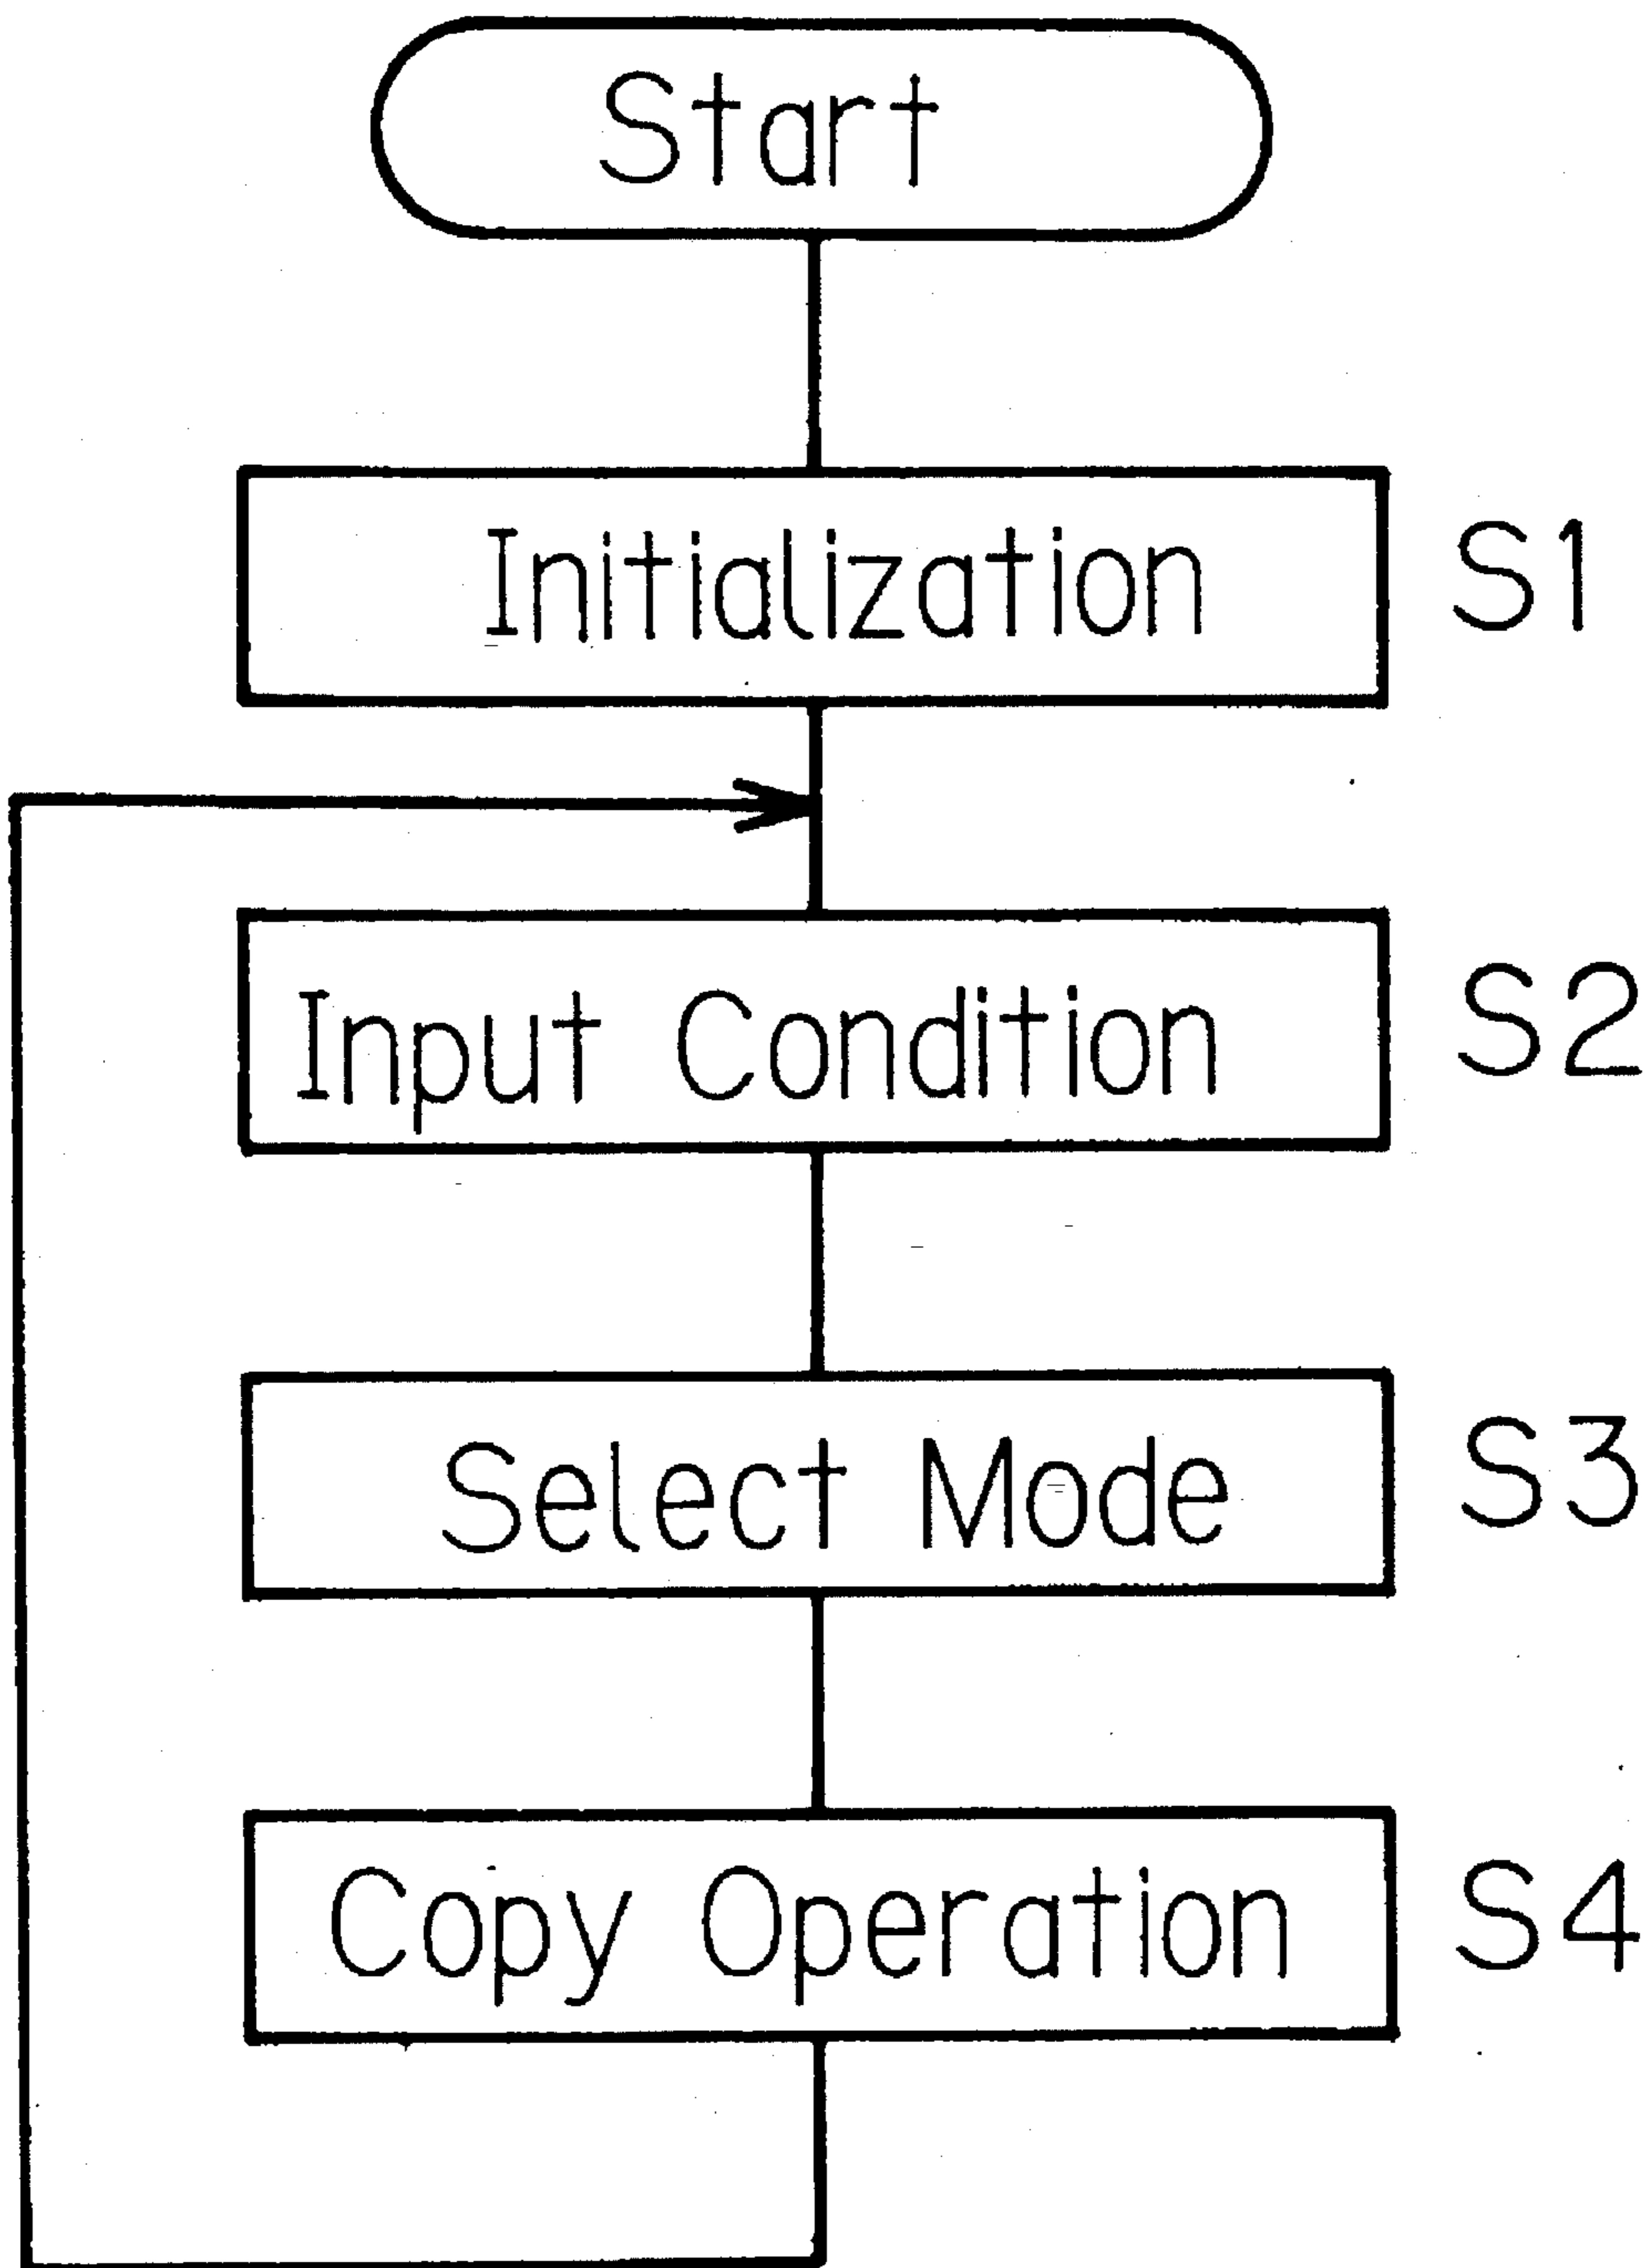 Start
Initialization S1
Input Condition S2
Select Mode S3
Copy Operation S4